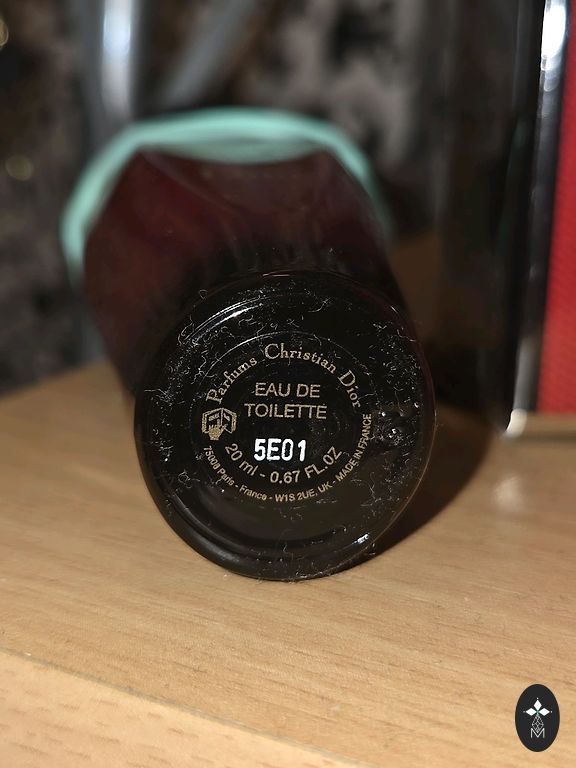 Parfums Christian Dior
EAU DE
TOILETTE
5E01
20 ml - 0.67 FL.OZ
75008 Paris - France - W1S 2UE, UK - MADE IN FRANCE
M